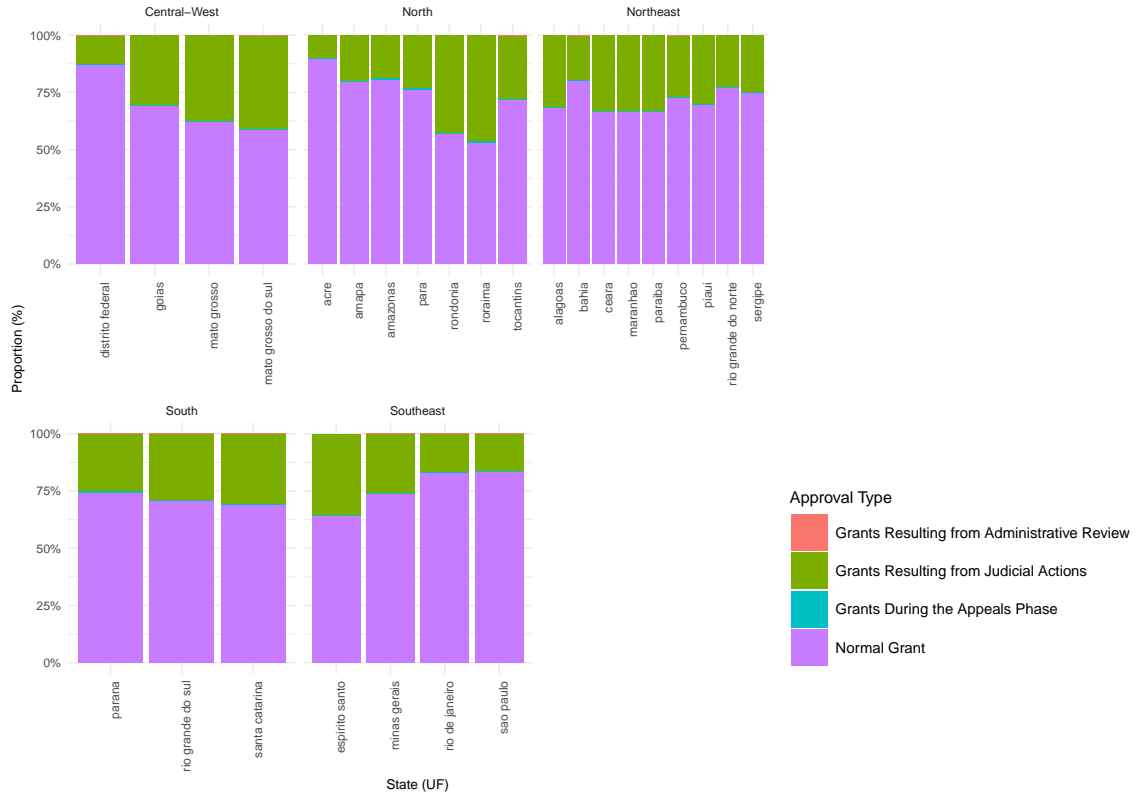 Central−West
North
Northeast
100%
75%
50%
25%
0%
distrito federal
goias
mato grosso
mato grosso do sul
acre
amapa
amazonas
para
rondonia
roraima
tocantins
alagoas
bahia
ceara
maranhao
paraiba
pernambuco
piaui
rio grande do norte
sergipe
Proportion (%)
South
Southeast
100%
75%
50%
25%
0%
parana
rio grande do sul
santa catarina
espirito santo
minas gerais
rio de janeiro
sao paulo
State (UF)
Approval Type
Grants Resulting from Administrative Review
Grants Resulting from Judicial Actions
Grants During the Appeals Phase
Normal Grant